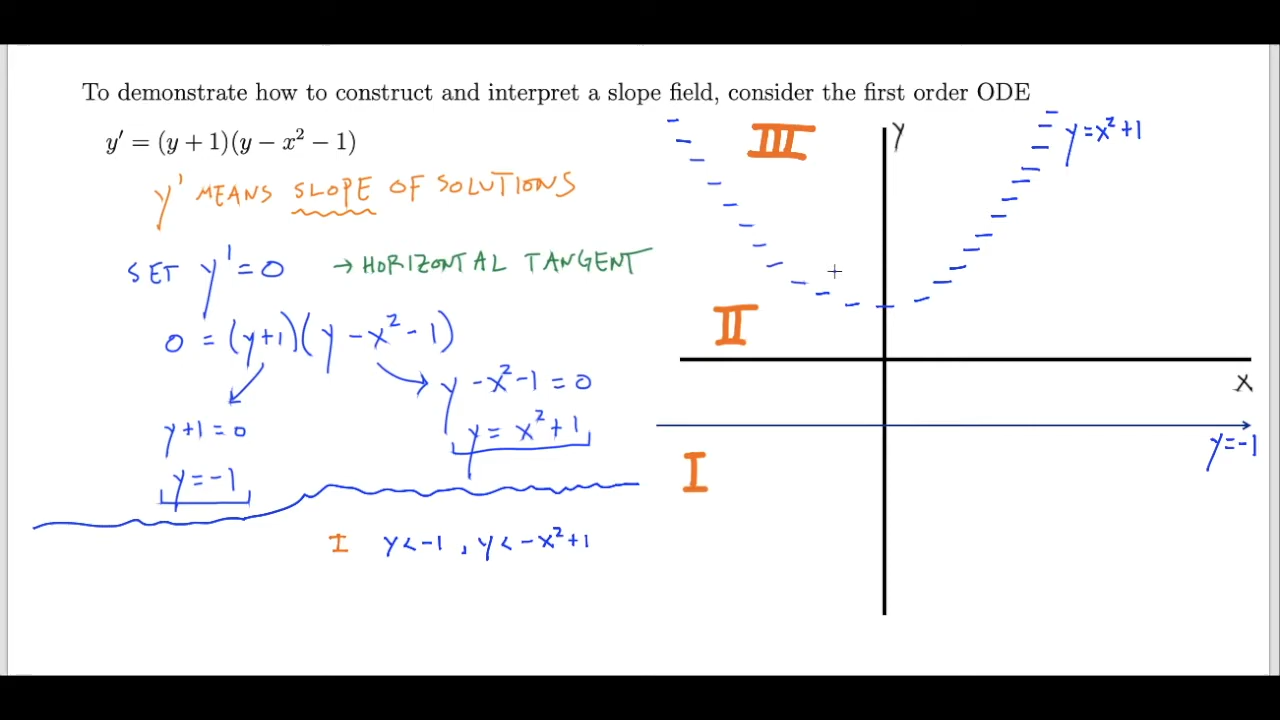 To demonstrate how to construct and interpret a slope field, consider the first order ODE
y′ = (y + 1)(y − x² − 1)
y' MEANS SLOPE OF SOLUTIONS
SET y' = 0 → HORIZONTAL TANGENT
0 = (y+1)(y − x² − 1)
y+1 = 0
y = −1
y − x² − 1 = 0
y = x² + 1
I y < −1 , y < −x² + 1
III
Y
y = x² + 1
II
X
y = −1
I